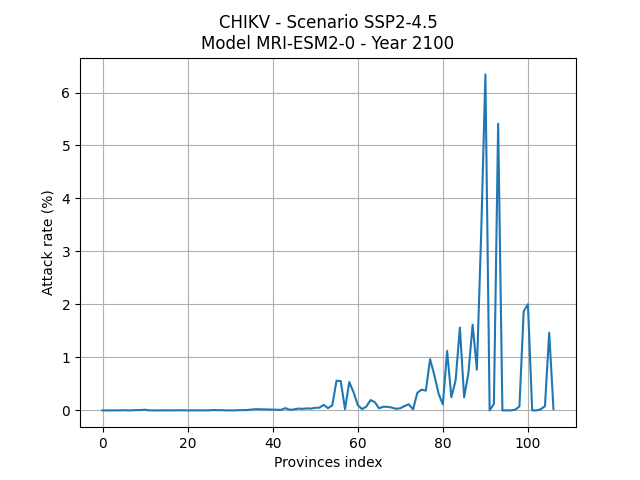 CHIKV - Scenario SSP2-4.5
Model MRI-ESM2-0 - Year 2100
Attack rate (%)
6
5
4
3
2
1
0
0 20 40 60 80 100
Provinces index